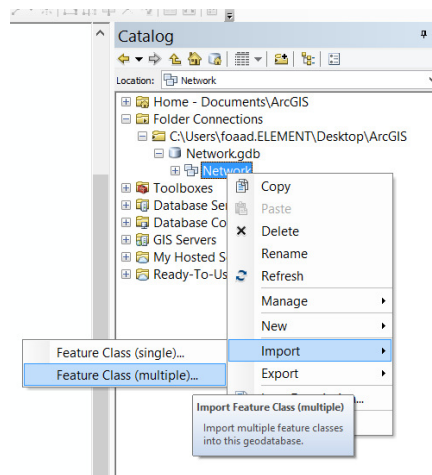 Catalog
Location: Network
Home - Documents\ArcGIS
Folder Connections
C:\Users\foaad.ELEMENT\Desktop\ArcGIS
Network.gdb
Network
Toolboxes
Database Se
Database Co
GIS Servers
My Hosted S
Ready-To-Us
Copy
Paste
Delete
Rename
Refresh
Manage
New
Import
Export
Feature Class (single)...
Feature Class (multiple)...
Import Feature Class (multiple)
Import multiple feature classes
into this geodatabase.